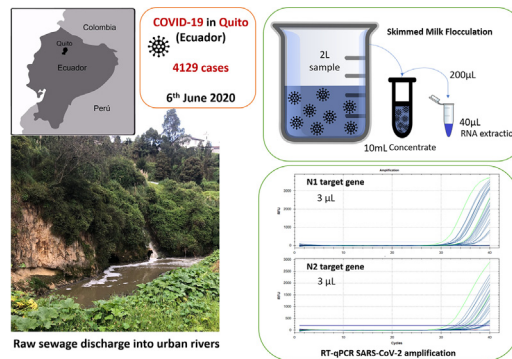 Colombia
Quito
Ecuador
Perú
COVID-19 in Quito
(Ecuador)
4129 cases
6th June 2020
Raw sewage discharge into urban rivers
Skimmed Milk Flocculation
2L
sample
200µL
40µL
RNA extraction
10mL Concentrate
Amplification
N1 target gene
3 µL
N2 target gene
3 µL
Cycles
RT-qPCR SARS-CoV-2 amplification